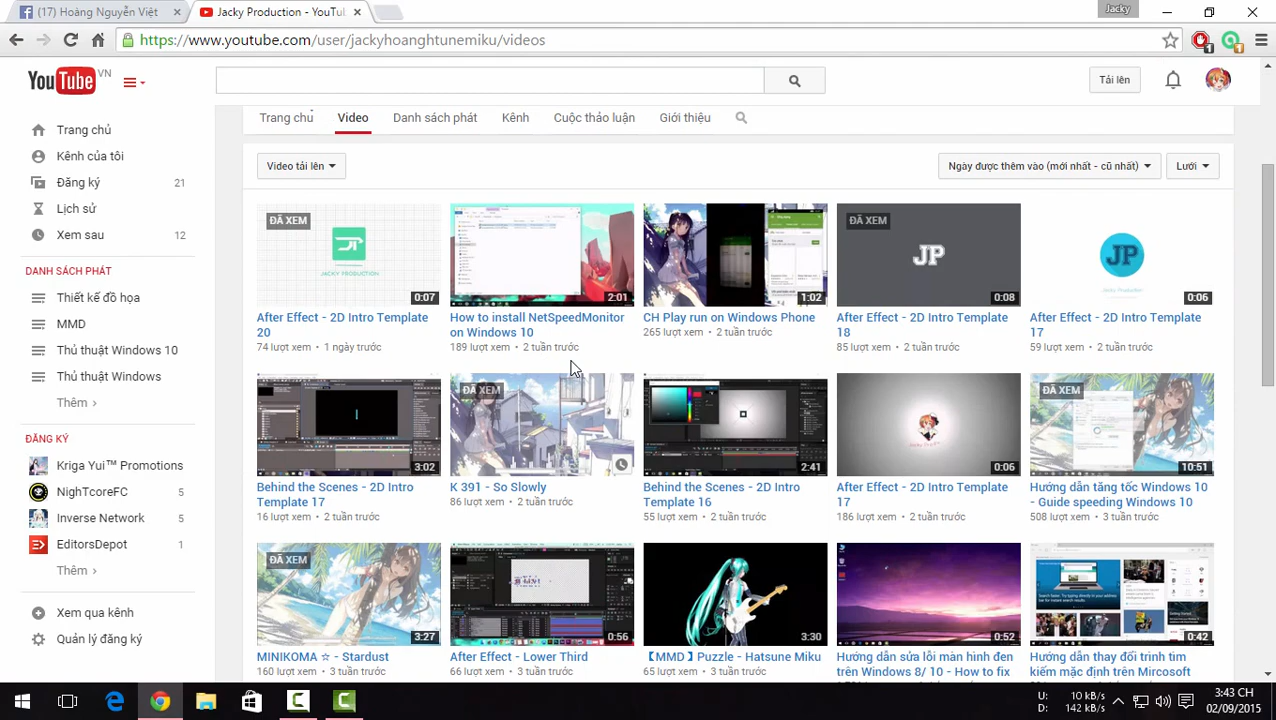 (17) Hoàng Nguyễn Việt
Jacky Production - YouTu
Jacky
https://www.youtube.com/user/jackyhoanghtunemiku/videos
1
1
YouTube VN
Tải lên
Trang chủ
Video
Danh sách phát
Kênh
Cuộc thảo luận
Giới thiệu
Trang chủ
Kênh của tôi
Đăng ký 21
Lịch sử
Xem sau 12
DANH SÁCH PHÁT
Thiết kế đồ họa
MMD
Thủ thuật Windows 10
Thủ thuật Windows
Thêm ›
ĐĂNG KÝ
Kriga Yui™ Promotions
NighTcoreFC 5
Inverse Network 5
EditorsDepot
Thêm ›
Xem qua kênh
Quản lý đăng ký
Video tải lên
Ngày được thêm vào (mới nhất - cũ nhất)
Lưới
ĐÃ XEM
JACKY PRODUCTION
0:07
After Effect - 2D Intro Template
20
74 lượt xem • 1 ngày trước
2:01
How to install NetSpeedMonitor
on Windows 10
189 lượt xem • 2 tuần trước
1:02
CH Play run on Windows Phone
265 lượt xem • 2 tuần trước
ĐÃ XEM
JP
0:08
After Effect - 2D Intro Template
18
85 lượt xem • 2 tuần trước
JP
Jacky Production
0:06
After Effect - 2D Intro Template
17
59 lượt xem • 2 tuần trước
3:02
Behind the Scenes - 2D Intro
Template 17
16 lượt xem • 2 tuần trước
ĐÃ XEM
K 391 - So Slowly
86 lượt xem • 2 tuần trước
2:41
Behind the Scenes - 2D Intro
Template 16
55 lượt xem • 2 tuần trước
0:06
After Effect - 2D Intro Template
17
186 lượt xem • 2 tuần trước
ĐÃ XEM
10:51
Hướng dẫn tăng tốc Windows 10
- Guide speeding Windows 10
508 lượt xem • 3 tuần trước
ĐÃ XEM
3:27
MINIKOMA ☆ - Stardust
160 lượt xem • 3 tuần trước
0:56
After Effect - Lower Third
86 lượt xem • 3 tuần trước
3:30
【MMD】Puzzle - Hatsune Miku
65 lượt xem • 3 tuần trước
0:52
Hướng dẫn sửa lỗi màn hình đen
trên Windows 8/ 10 - How to fix
0:42
Hướng dẫn thay đổi trình tìm
kiếm mặc định trên Mircosoft
U: 10 kB/s
D: 142 kB/s
3:43 CH
02/09/2015